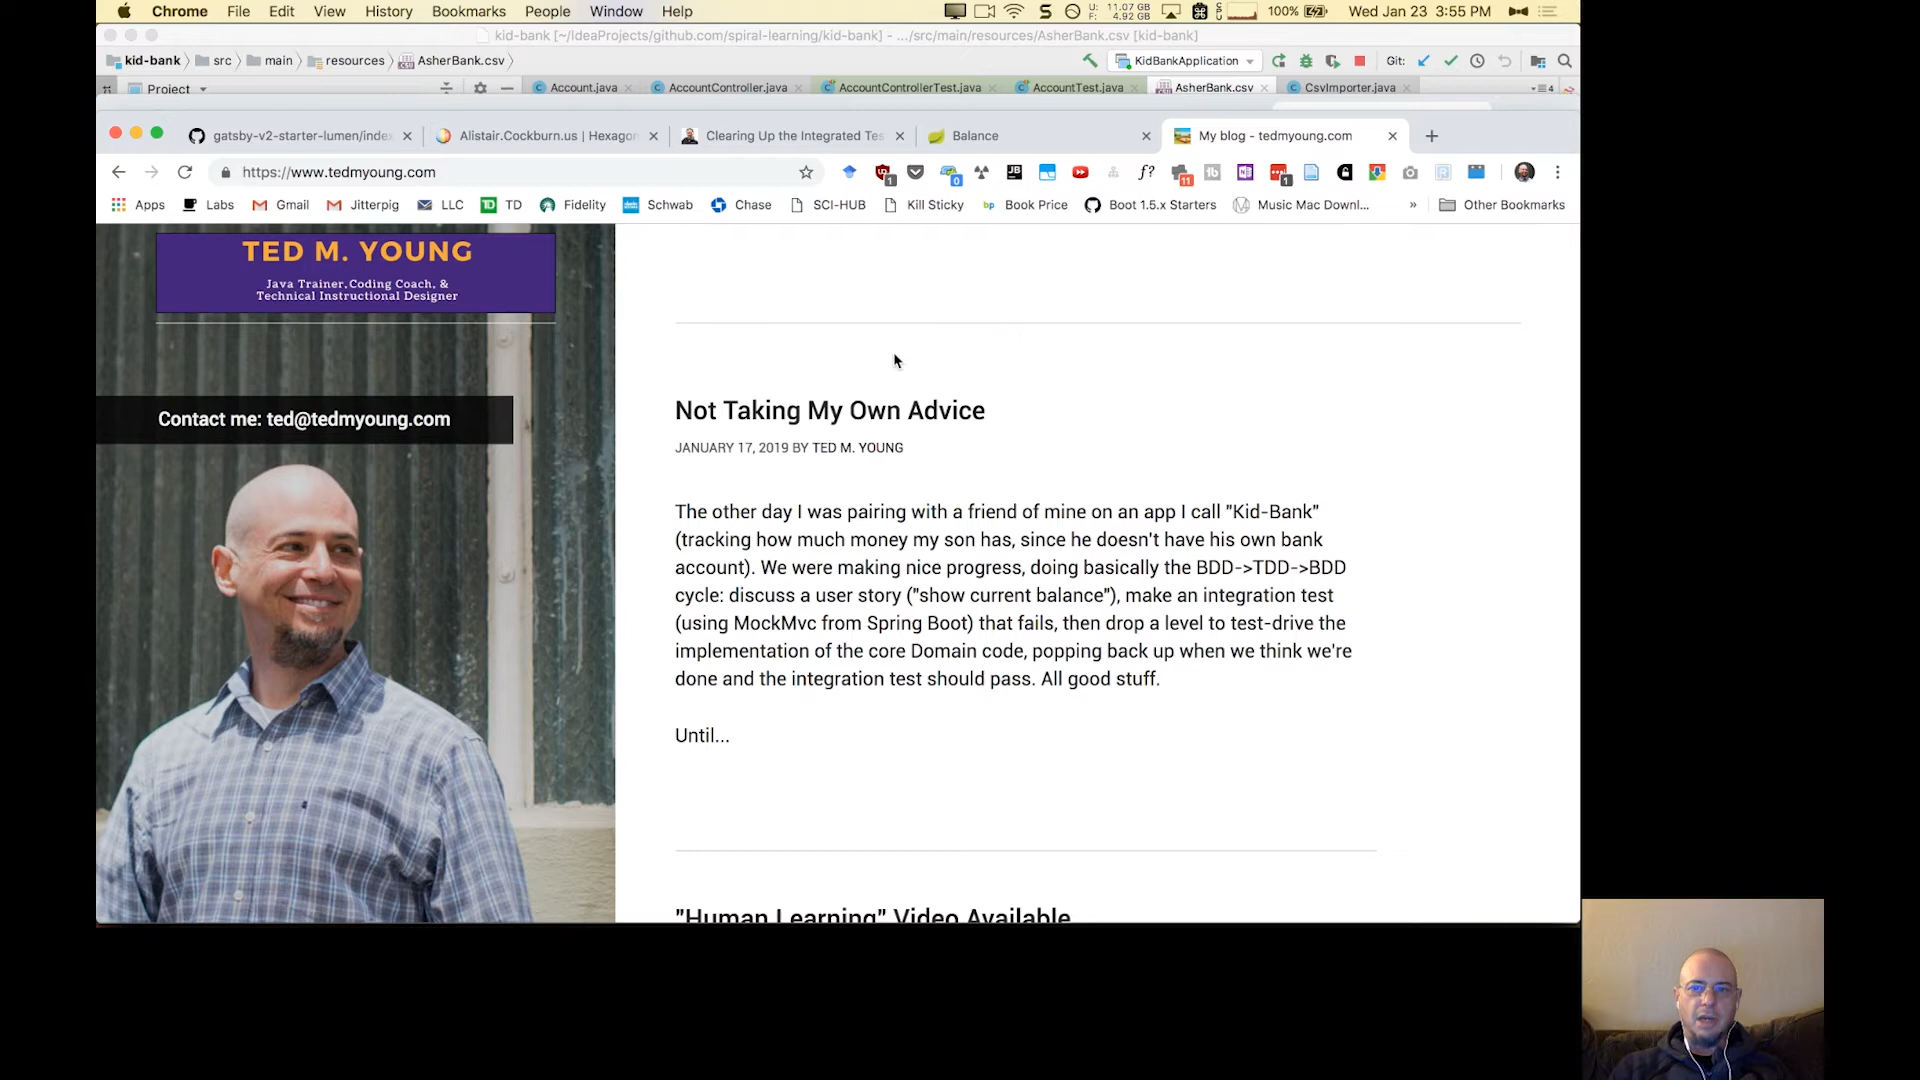 Chrome File Edit View History Bookmarks People Window Help
U: 11.07 GB
F: 4.92 GB
100% Wed Jan 23 3:55 PM
kid-bank [~/IdeaProjects/github.com/spiral-learning/kid-bank] - .../src/main/resources/AsherBank.csv [kid-bank]
kid-bank src main resources AsherBank.csv KidBankApplication Git:
Project Account.java AccountController.java AccountControllerTest.java AccountTest.java AsherBank.csv CsvImporter.java
gatsby-v2-starter-lumen/index Alistair.Cockburn.us | Hexagon Clearing Up the Integrated Tes Balance My blog - tedmyoung.com
https://www.tedmyoung.com
Apps Labs Gmail Jitterpig LLC TD Fidelity Schwab Chase SCI-HUB Kill Sticky Book Price Boot 1.5.x Starters Music Mac Downl... » Other Bookmarks
TED M. YOUNG
Java Trainer, Coding Coach, &
Technical Instructional Designer
Contact me: ted@tedmyoung.com
Not Taking My Own Advice
JANUARY 17, 2019 BY TED M. YOUNG
The other day I was pairing with a friend of mine on an app I call "Kid-Bank"
(tracking how much money my son has, since he doesn't have his own bank
account). We were making nice progress, doing basically the BDD->TDD->BDD
cycle: discuss a user story ("show current balance"), make an integration test
(using MockMvc from Spring Boot) that fails, then drop a level to test-drive the
implementation of the core Domain code, popping back up when we think we're
done and the integration test should pass. All good stuff.
Until...
"Human Learning" Video Available